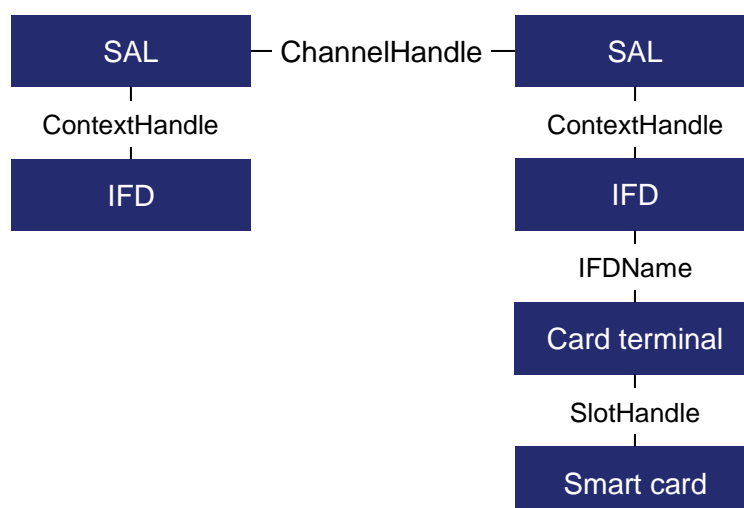 SAL ChannelHandle SAL
ContextHandle ContextHandle
IFD IFD
IFDName
Card terminal
SlotHandle
Smart card